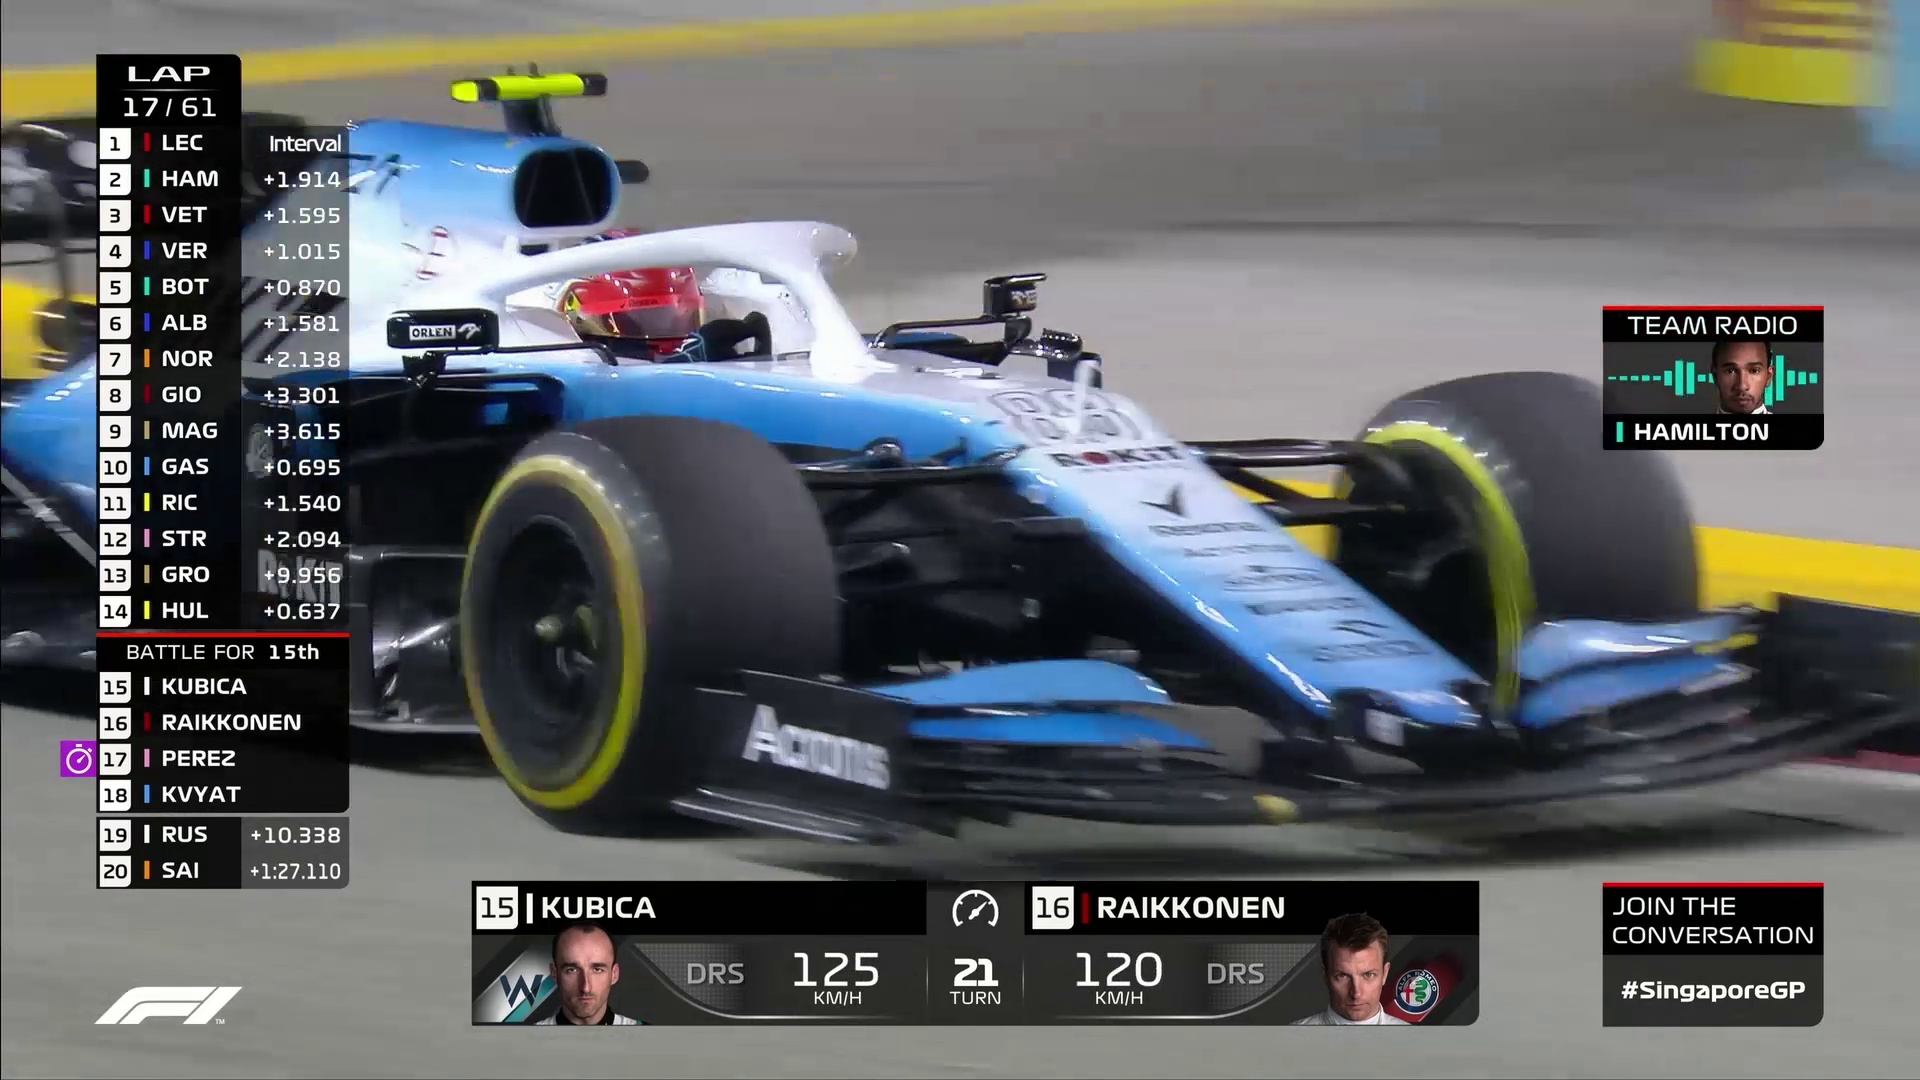 LAP
17/61
1 LEC Interval
2 HAM +1.914
3 VET +1.595
4 VER +1.015
5 BOT +0.870
6 ALB +1.581
7 NOR +2.138
8 GIO +3.301
9 MAG +3.615
10 GAS +0.695
11 RIC +1.540
12 STR +2.094
13 GRO +9.956
14 HUL +0.637
BATTLE FOR 15th
15 KUBICA
16 RAIKKONEN
17 PEREZ
18 KVYAT
19 RUS +10.338
20 SAI +1:27.110
ORLEN
ROKiT
ROKiT
Acronis
TEAM RADIO
HAMILTON
15 KUBICA
DRS 125 KM/H
21 TURN
16 RAIKKONEN
120 KM/H DRS
ALFA ROMEO
JOIN THE
CONVERSATION
#SingaporeGP
F1 ™